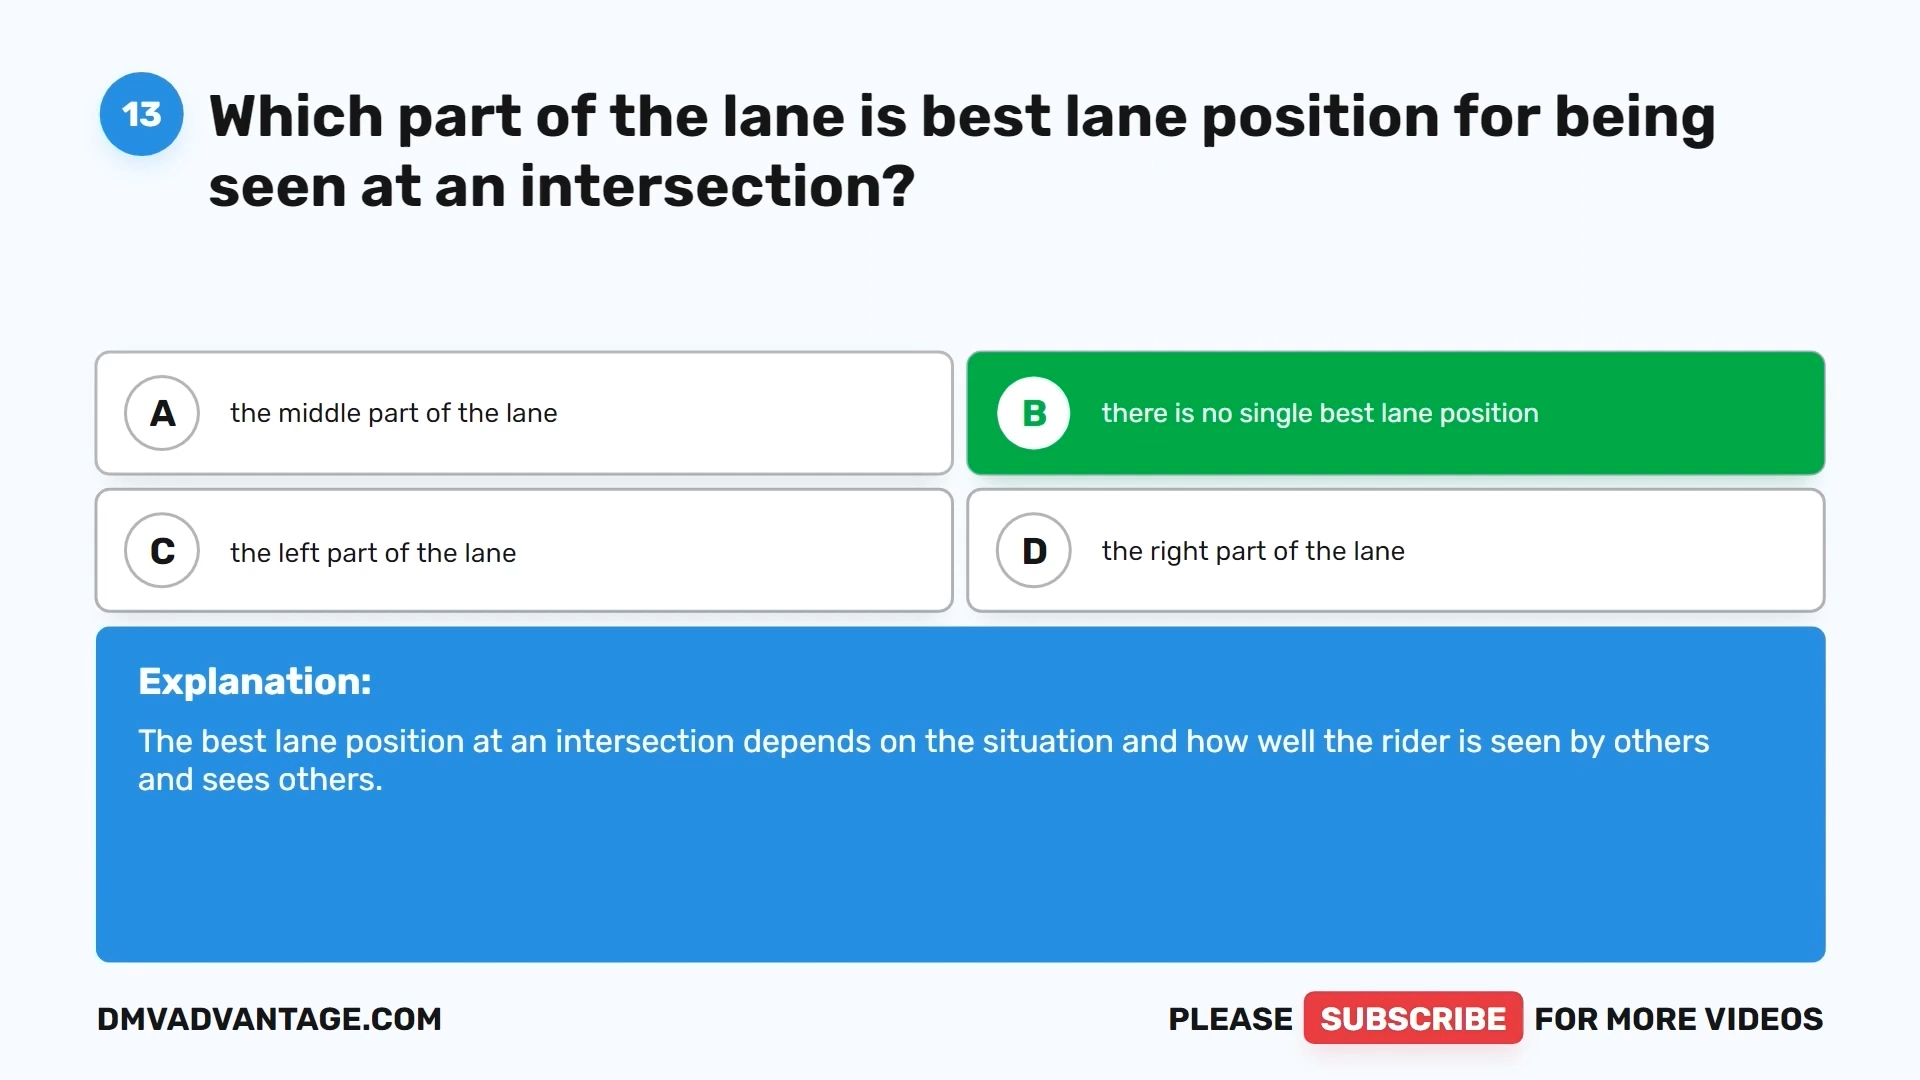 13
Which part of the lane is best lane position for being
seen at an intersection?
A the middle part of the lane
B there is no single best lane position
C the left part of the lane
D the right part of the lane
Explanation:
The best lane position at an intersection depends on the situation and how well the rider is seen by others
and sees others.
DMVADVANTAGE.COM
PLEASE SUBSCRIBE FOR MORE VIDEOS